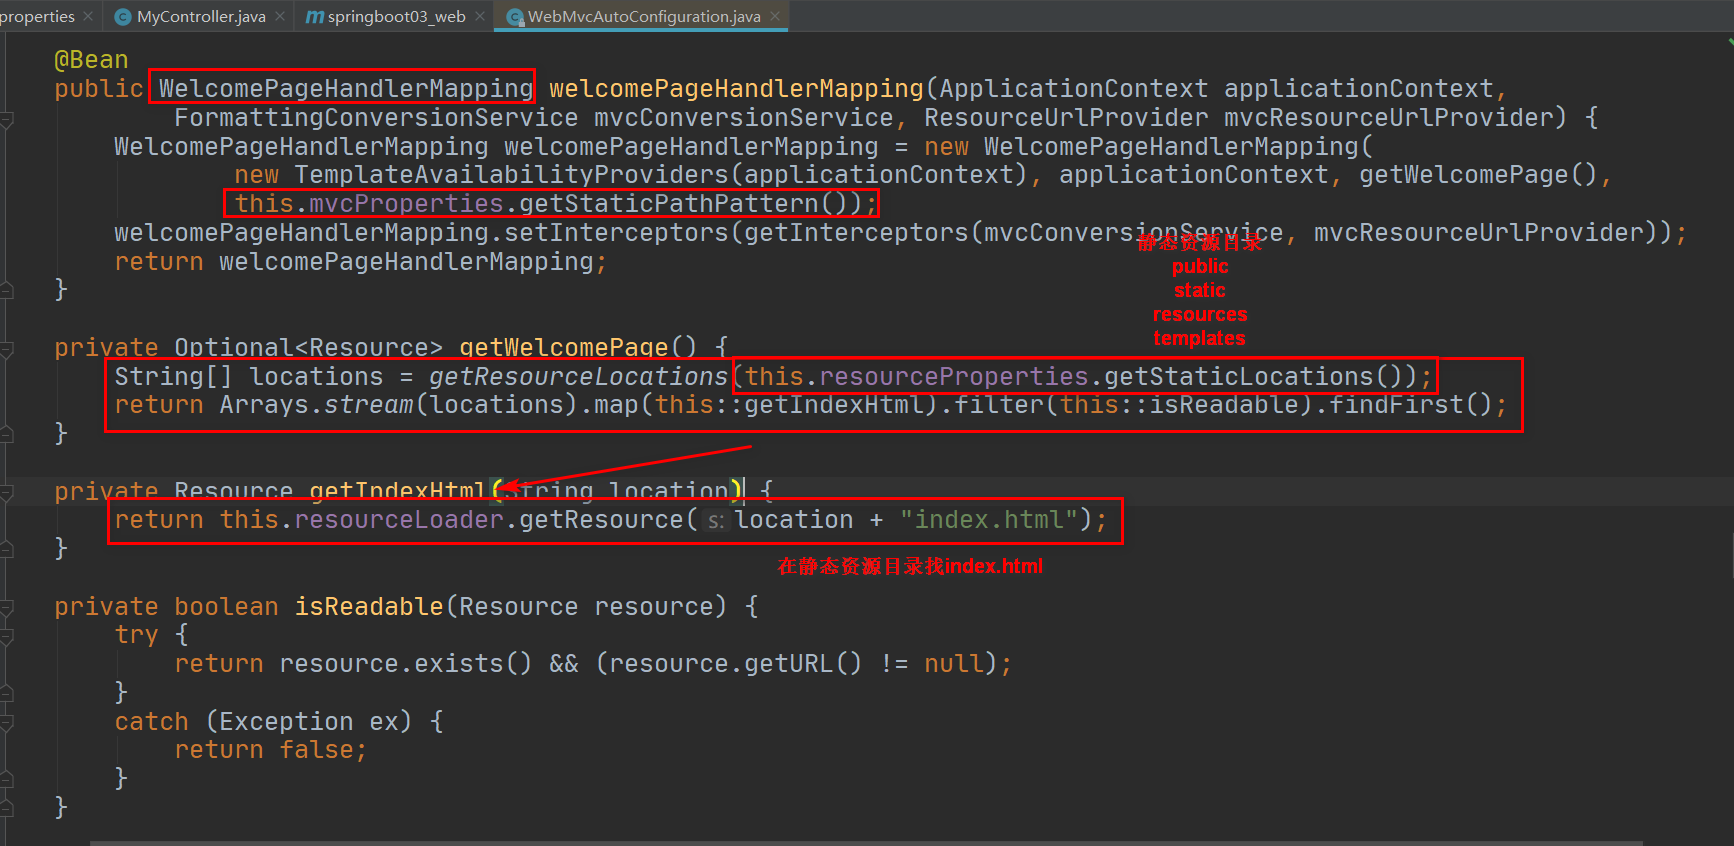 properties MyController.java springboot03_web WebMvcAutoConfiguration.java
@Bean
public WelcomePageHandlerMapping welcomePageHandlerMapping(ApplicationContext applicationContext,
FormattingConversionService mvcConversionService, ResourceUrlProvider mvcResourceUrlProvider) {
WelcomePageHandlerMapping welcomePageHandlerMapping = new WelcomePageHandlerMapping(
new TemplateAvailabilityProviders(applicationContext), applicationContext, getWelcomePage(),
this.mvcProperties.getStaticPathPattern());
welcomePageHandlerMapping.setInterceptors(getInterceptors(mvcConversionService, mvcResourceUrlProvider));
静态资源目录
return welcomePageHandlerMapping;
public
}
static
resources
templates
private Optional<Resource> getWelcomePage() {
String[] locations = getResourceLocations(this.resourceProperties.getStaticLocations());
return Arrays.stream(locations).map(this::getIndexHtml).filter(this::isReadable).findFirst();
}
private Resource getIndexHtml(String location) {
return this.resourceLoader.getResource( s: location + "index.html");
}
在静态资源目录找index.html
private boolean isReadable(Resource resource) {
try {
return resource.exists() && (resource.getURL() != null);
}
catch (Exception ex) {
return false;
}
}